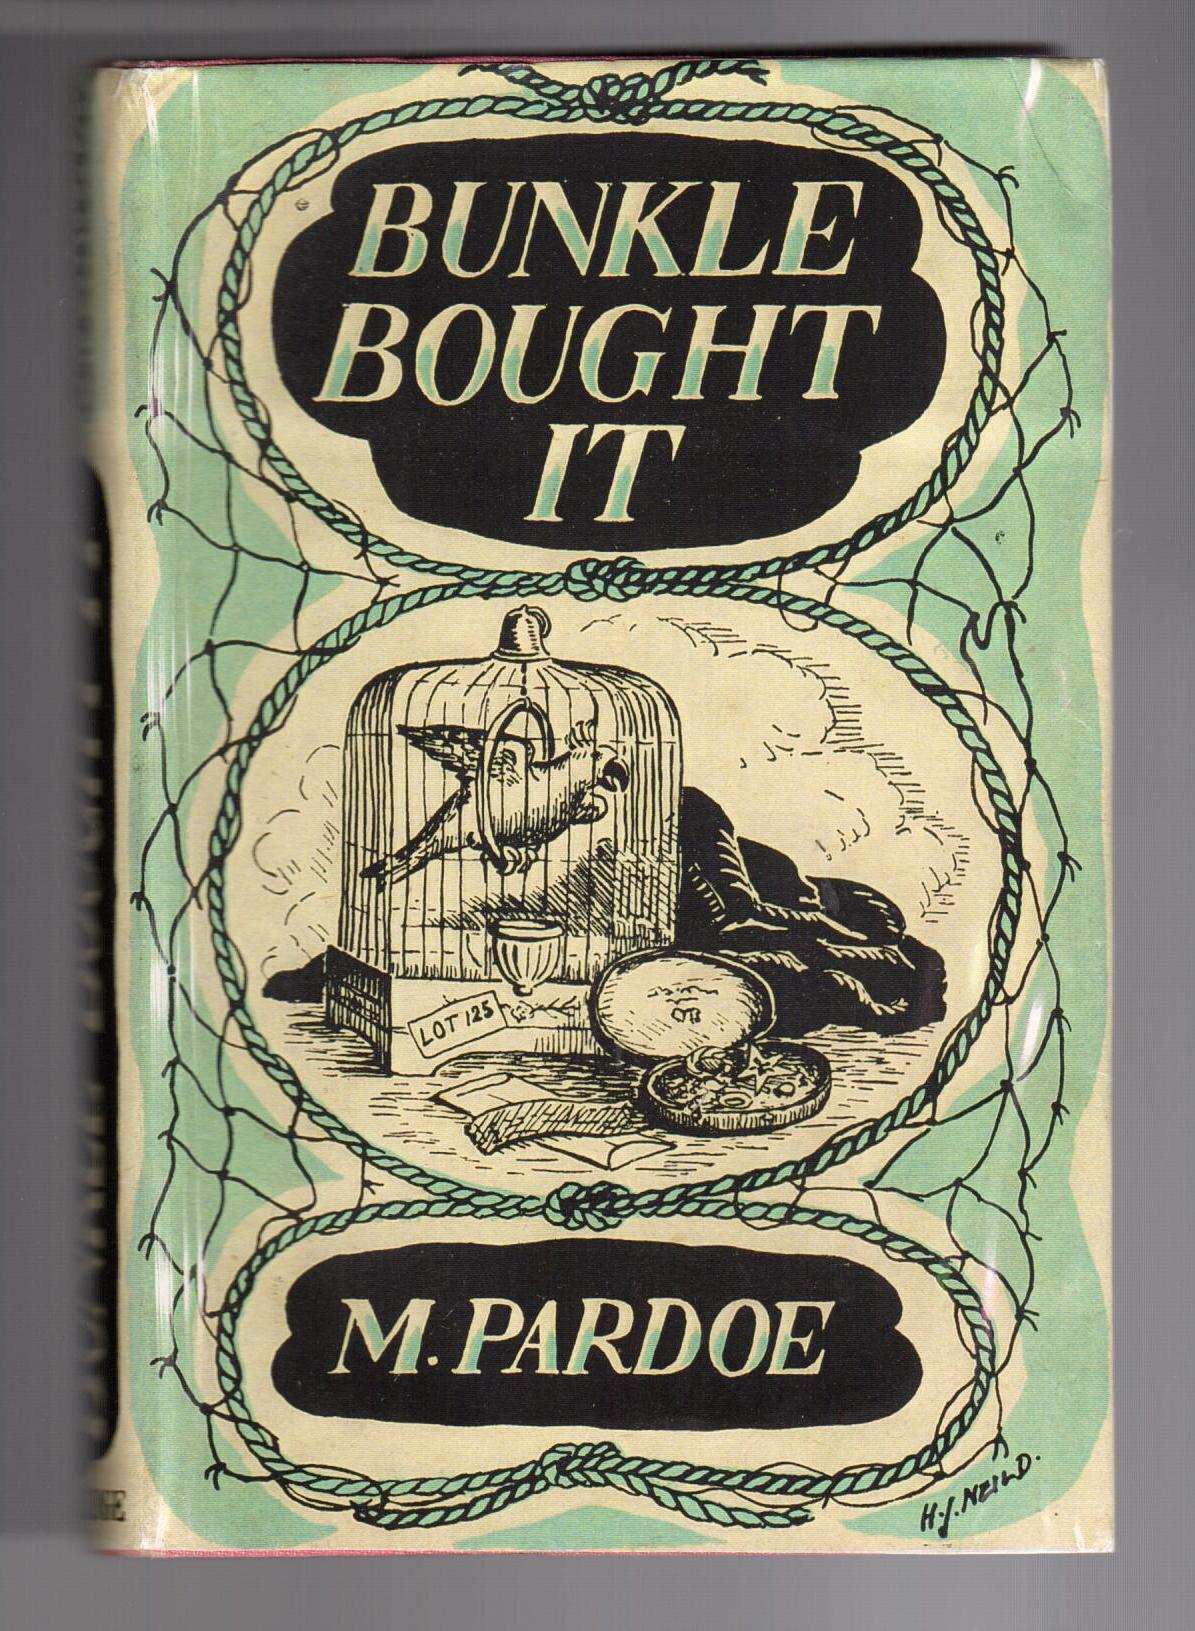 BUNKLE
BOUGHT
IT
LOT 125
M. PARDOE
H.J. NEILD.